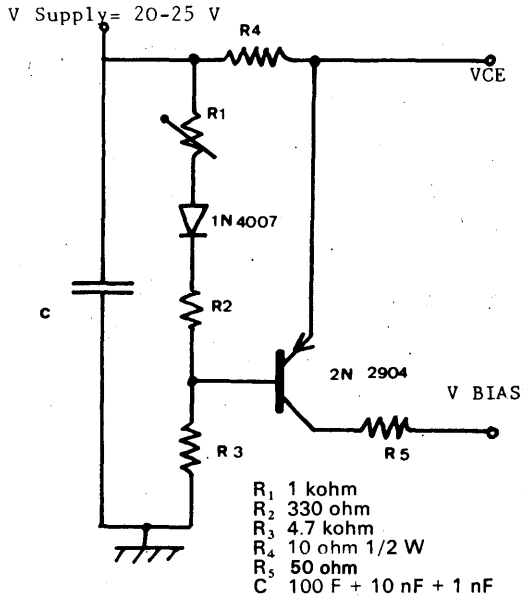 V Supply= 20-25 V
R4
VCE
R1
1N 4007
C
R2
2N 2904
V BIAS
R3
R5
R₁ 1 kohm
R₂ 330 ohm
R₃ 4.7 kohm
R₄ 10 ohm 1/2 W
R₅ 50 ohm
C 100 F + 10 nF + 1 nF